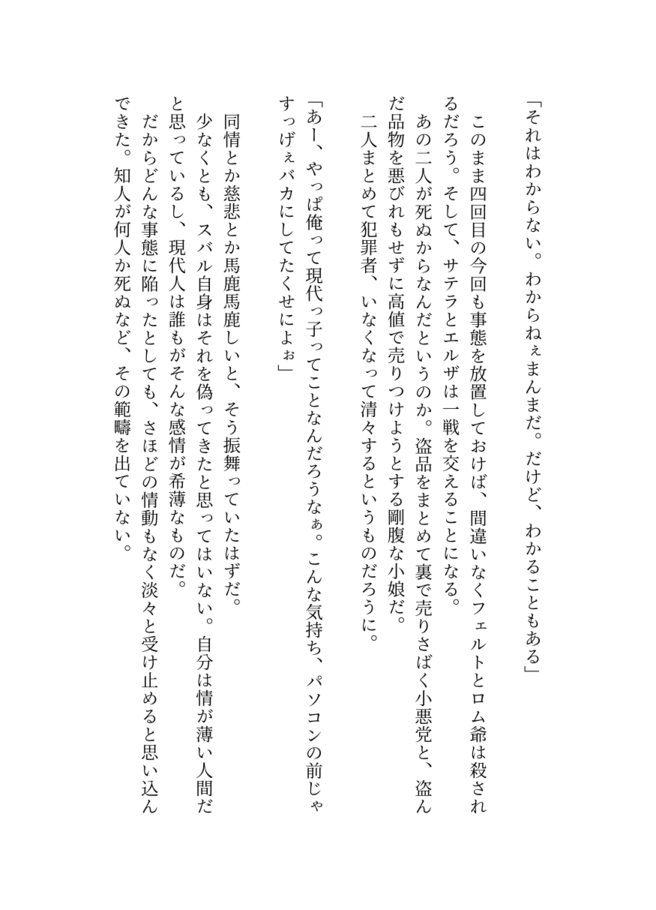 「それはわからない。わからねぇまんまだ。だけど、わかることもある」
このまま四回目の今回も事態を放置しておけば、間違いなくフェルトとロム爺は殺され
るだろう。そして、サテラとエルザは一戦を交えることになる。
あの二人が死ぬからなんだというのか。盗品をまとめて裏で売りさばく小悪党と、盗ん
だ品物を悪びれもせずに高値で売りつけようとする剛腹な小娘だ。
二人まとめて犯罪者、いなくなって清々するというものだろうに。
「あー、やっぱ俺って現代っ子ってことなんだろうなぁ。こんな気持ち、パソコンの前じゃ
すっげぇバカにしてたくせによぉ」
同情とか慈悲とか馬鹿馬鹿しいと、そう振舞っていたはずだ。
少なくとも、スバル自身はそれを偽ってきたと思ってはいない。自分は情が薄い人間だ
と思っているし、現代人は誰もがそんな感情が希薄なものだ。
だからどんな事態に陥ったとしても、さほどの情動もなく淡々と受け止めると思い込ん
できた。知人が何人か死ぬなど、その範疇を出ていない。